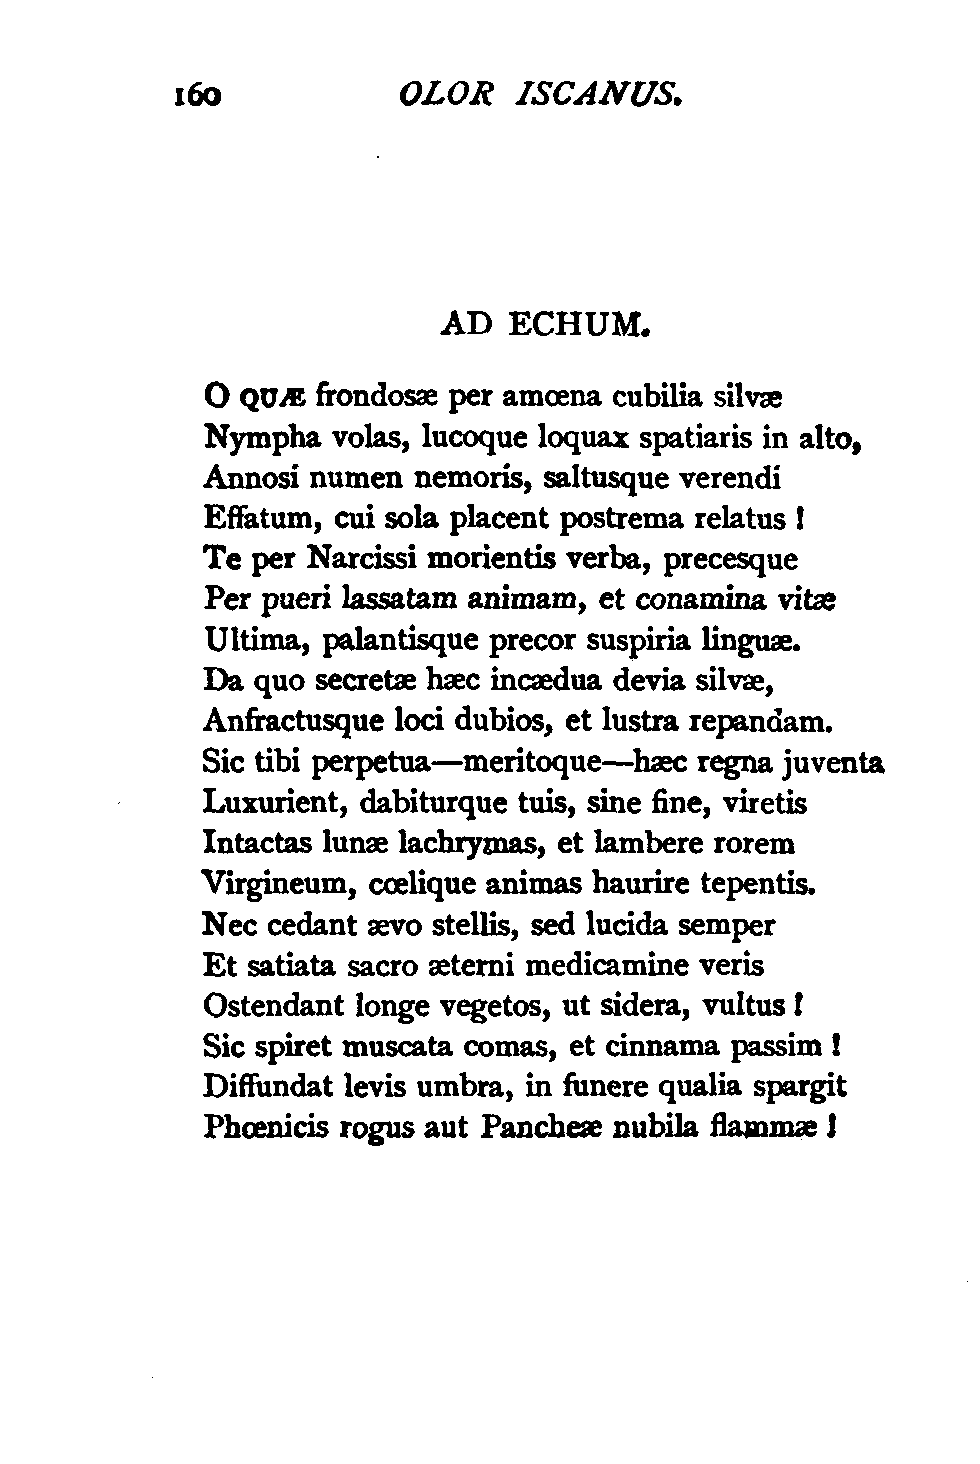 160 OLOR ISCANUS.
AD ECHUM.
O QUÆ frondosæ per amœna cubilia silvæ
Nympha volas, lucoque loquax spatiaris in alto,
Annosi numen nemoris, saltusque verendi
Effatum, cui sola placent postrema relatus !
Te per Narcissi morientis verba, precesque
Per pueri lassatam animam, et conamina vitæ
Ultima, palantisque precor suspiria linguæ.
Da quo secretæ hæc incædua devia silvæ,
Anfractusque loci dubios, et lustra repandam.
Sic tibi perpetua—meritoque—hæc regna juventa
Luxurient, dabiturque tuis, sine fine, viretis
Intactas lunæ lachrymas, et lambere rorem
Virgineum, cœlique animas haurire tepentis.
Nec cedant ævo stellis, sed lucida semper
Et satiata sacro æterni medicamine veris
Ostendant longe vegetos, ut sidera, vultus !
Sic spiret muscata comas, et cinnama passim !
Diffundat levis umbra, in funere qualia spargit
Phœnicis rogus aut Pancheæ nubila flammæ !